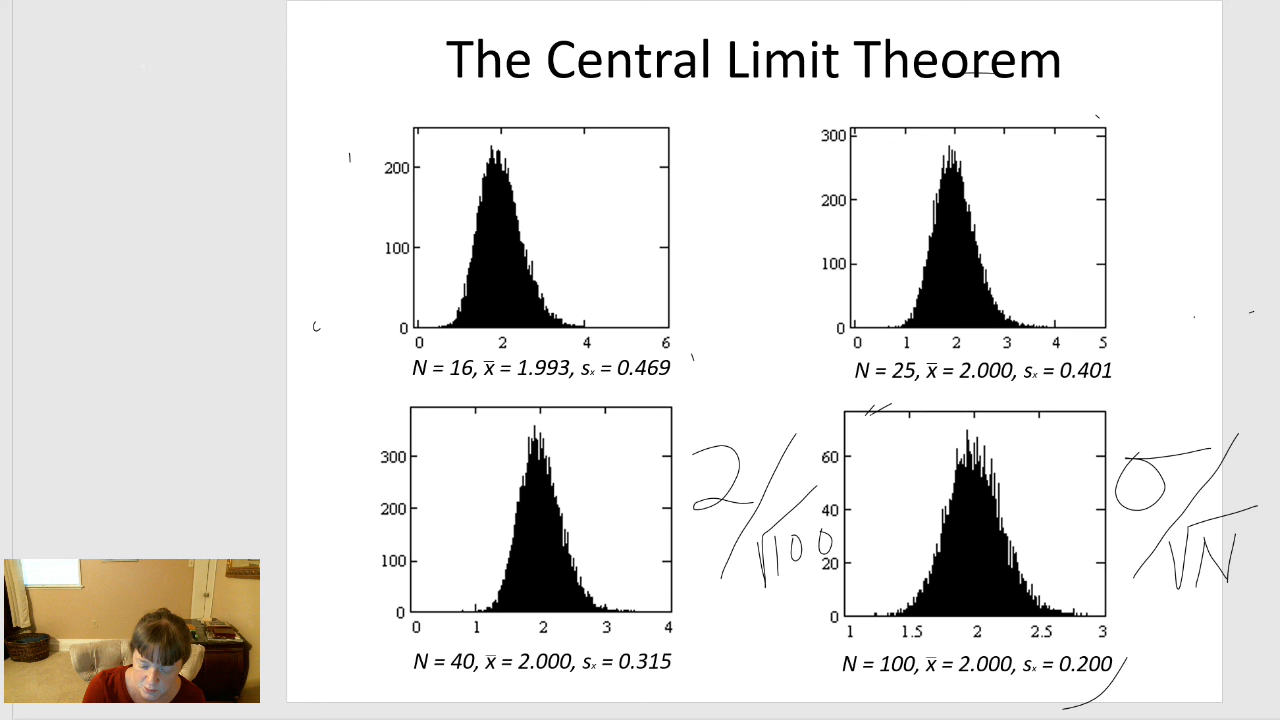 The Central Limit Theorem
200
100
0
0 2 4 6
N = 16, x̅ = 1.993, sₓ = 0.469
300
200
100
0
0 1 2 3 4 5
N = 25, x̅ = 2.000, sₓ = 0.401
300
200
100
0
0 1 2 3 4
N = 40, x̅ = 2.000, sₓ = 0.315
2/√100
60
40
20
0
1 1.5 2 2.5 3
N = 100, x̅ = 2.000, sₓ = 0.200
σ/√N